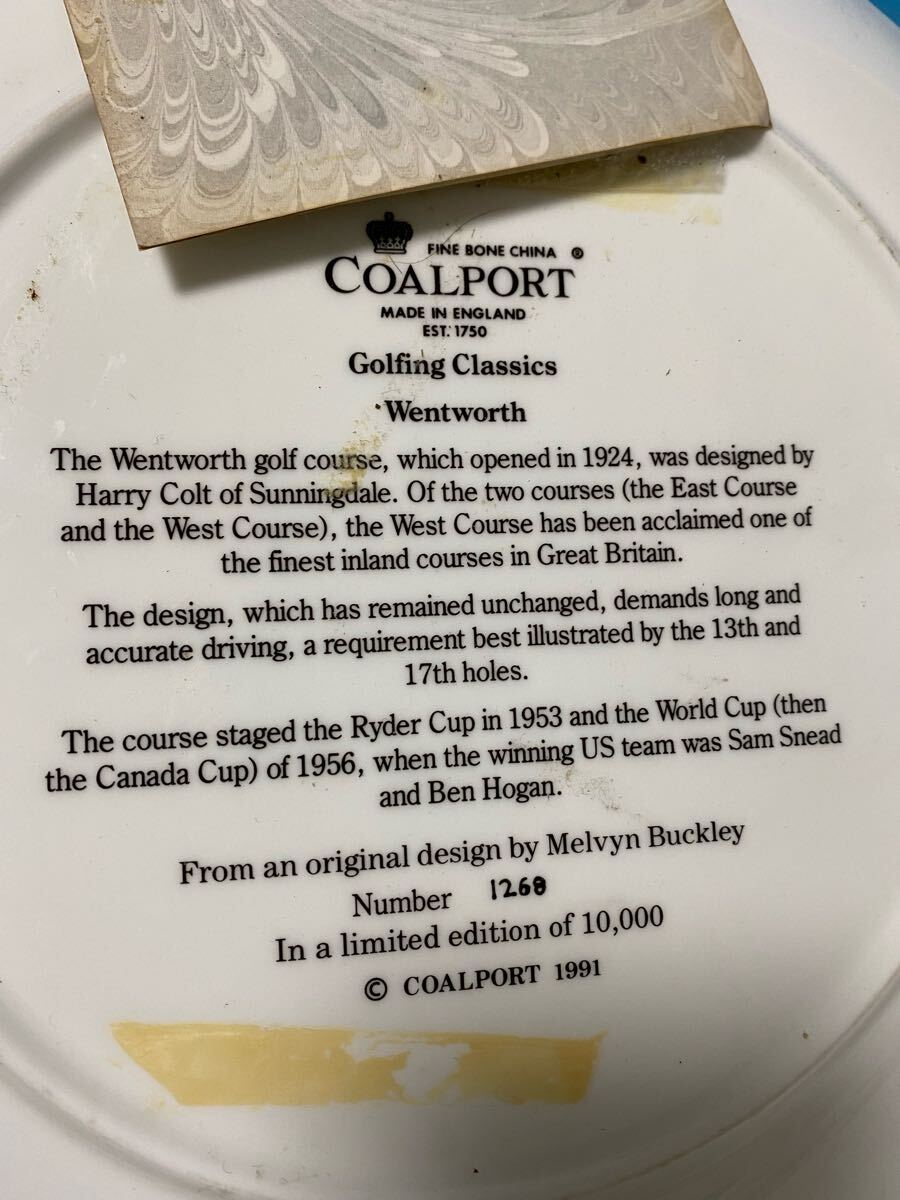 FINE BONE CHINA ®
COALPORT
MADE IN ENGLAND
EST. 1750
Golfing Classics
Wentworth
The Wentworth golf course, which opened in 1924, was designed by
Harry Colt of Sunningdale. Of the two courses (the East Course
and the West Course), the West Course has been acclaimed one of
the finest inland courses in Great Britain.
The design, which has remained unchanged, demands long and
accurate driving, a requirement best illustrated by the 13th and
17th holes.
The course staged the Ryder Cup in 1953 and the World Cup (then
the Canada Cup) of 1956, when the winning US team was Sam Snead
and Ben Hogan.
From an original design by Melvyn Buckley
Number 1268
In a limited edition of 10,000
© COALPORT 1991